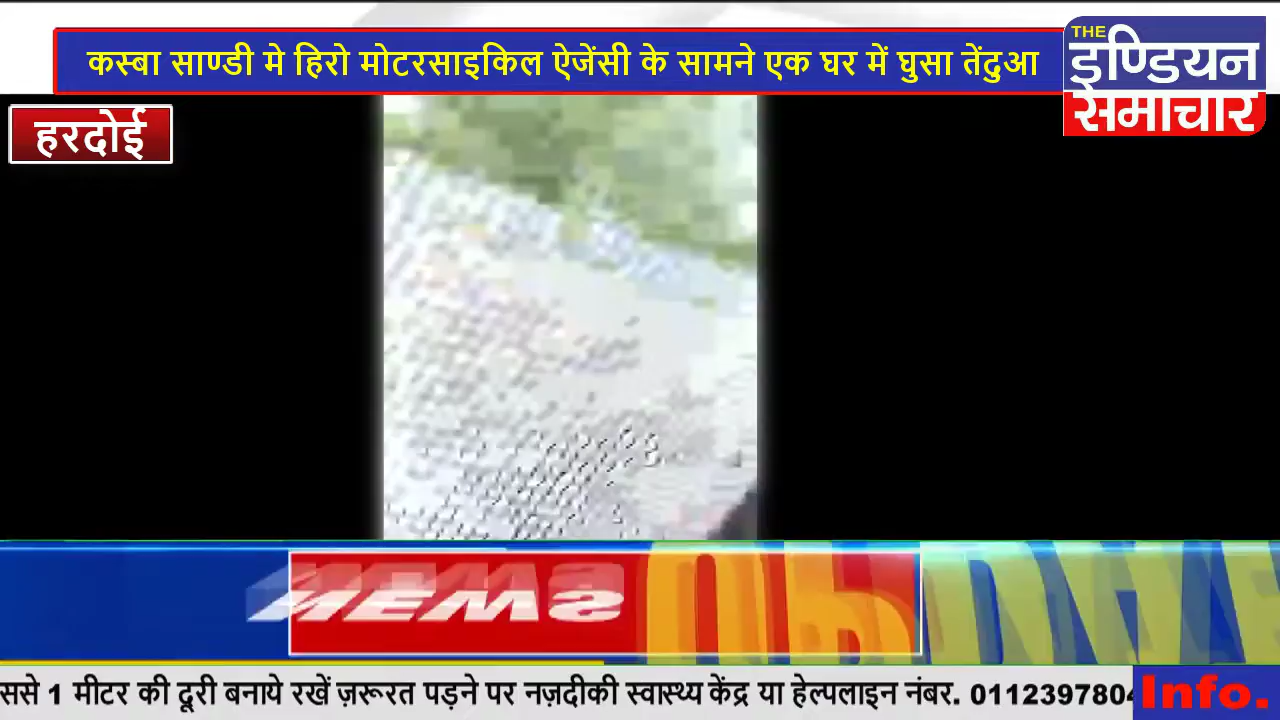 कस्बा साण्डी मे हिरो मोटरसाइकिल ऐजेंसी के सामने एक घर में घुसा तेंदुआ
THE
इण्डियन
समाचार
हरदोई
NEWS
ससे 1 मीटर की दूरी बनाये रखें ज़रूरत पड़ने पर नज़दीकी स्वास्थ्य केंद्र या हेल्पलाइन नंबर. 0112397804
Info.